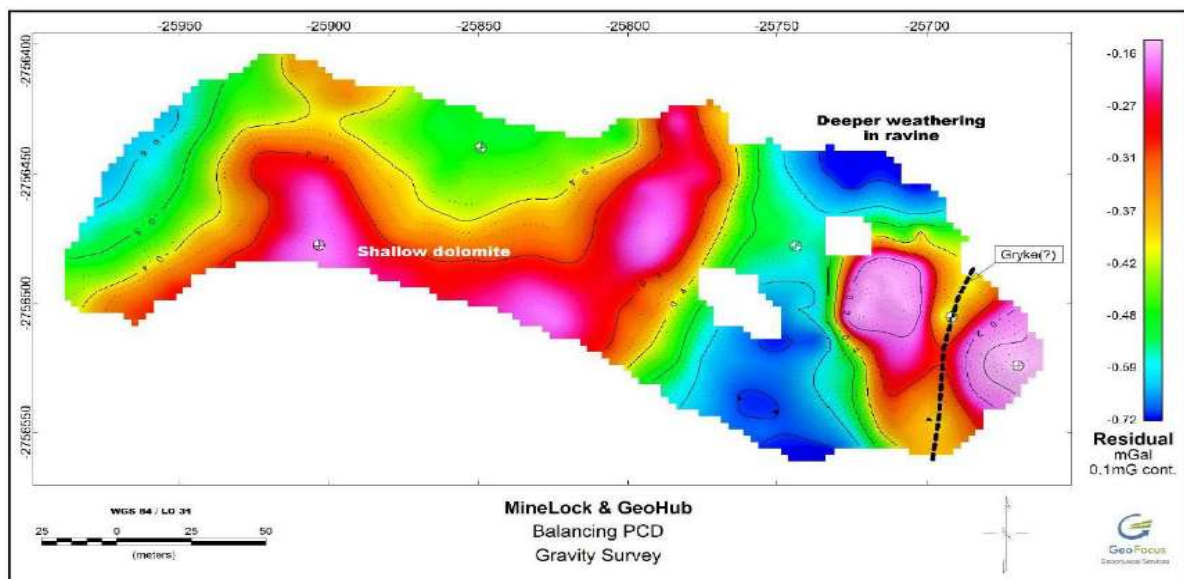 -25950 -25900 -25850 -25800 -25750 -25700
-2756400
-2756450
-2756500
-2756550
Deeper weathering
in ravine
Shallow dolomite
Gryke(?)
-0.16
-0.27
-0.31
-0.37
-0.42
-0.48
-0.59
-0.72
Residual
mGal
0.1mG cont.
WGS 84 / LO 31
25 0 25 50
(meters)
MineLock & GeoHub
Balancing PCD
Gravity Survey
GeoFocus
Geophysical Services